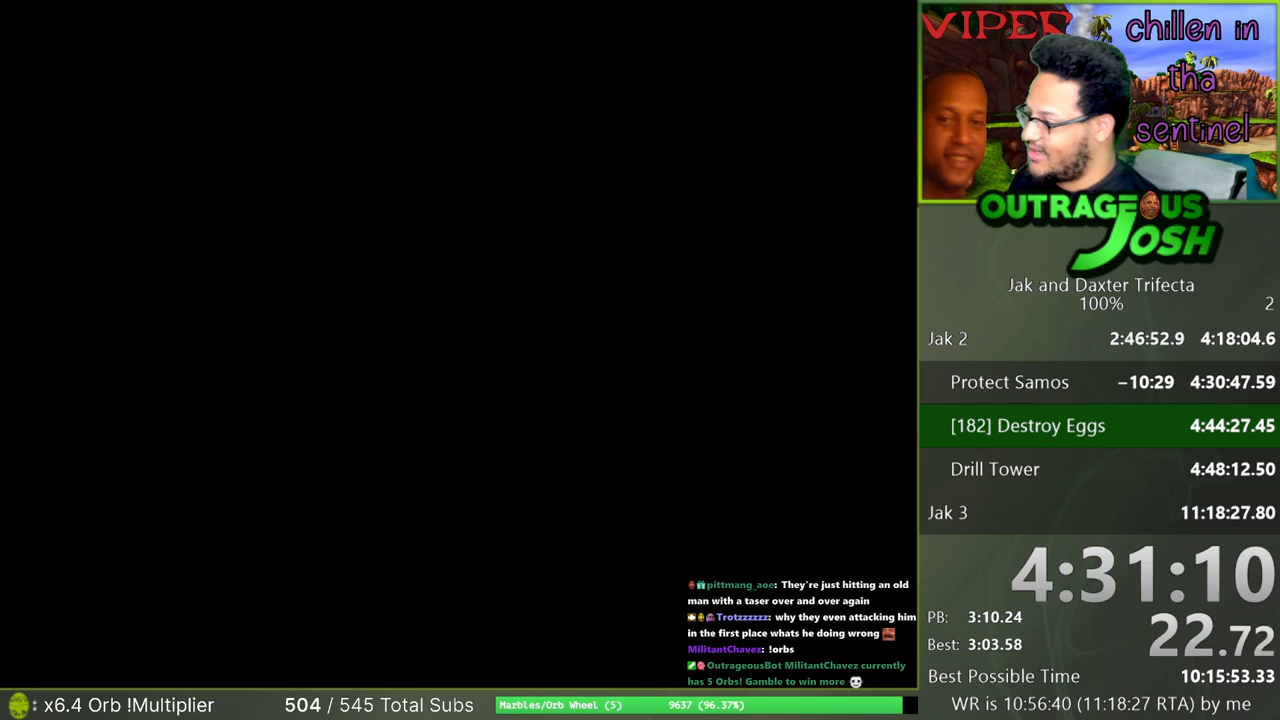 VIPER
chillen in
tha
sentinel
OUTRAGEOUS
JOSH
Jak and Daxter Trifecta
100% 2
Jak 2 2:46:52.9 4:18:04.6
Protect Samos −10:29 4:30:47.59
[182] Destroy Eggs 4:44:27.45
Drill Tower 4:48:12.50
Jak 3 11:18:27.80
4:31:10
PB: 3:10.24
22.72
Best: 3:03.58
Best Possible Time 10:15:53.33
WR is 10:56:40 (11:18:27 RTA) by me
pittmang_aoe: They're just hitting an old
man with a taser over and over again
Trotzzzzzz: why they even attacking him
in the first place whats he doing wrong
MilitantChavez: !orbs
OutrageousBot MilitantChavez currently
has 5 Orbs! Gamble to win more
: x6.4 Orb !Multiplier 504 / 545 Total Subs Marbles/Orb Wheel (5) 9637 (96.37%)